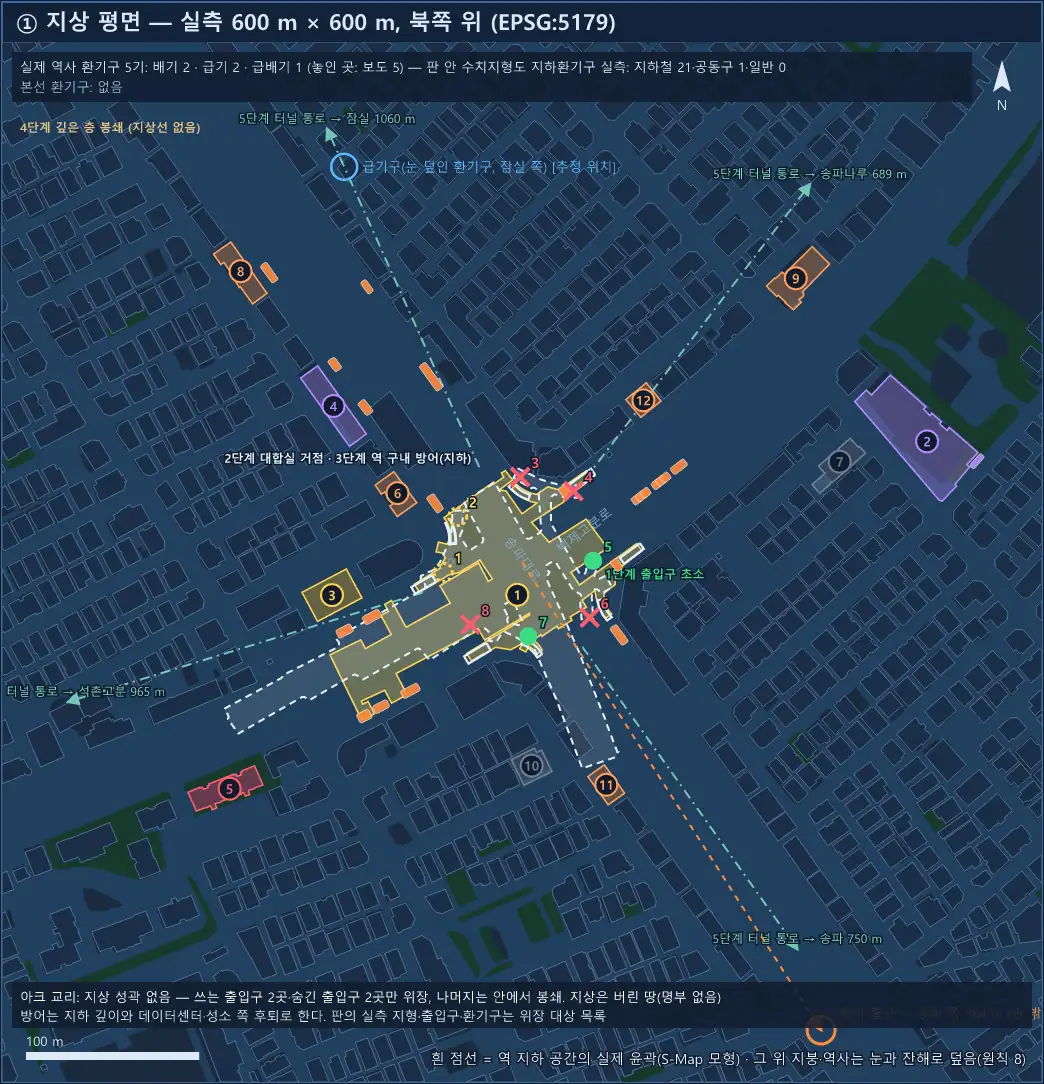 ① 지상 평면 — 실측 600 m × 600 m, 북쪽 위 (EPSG:5179)
실제 역사 환기구 5기: 배기 2 · 급기 2 · 급배기 1 (놓인 곳: 보도 5) — 판 안 수치지형도 지하환기구 실측: 지하철 21·공동구 1·일반 0
본선 환기구: 없음
N
4단계 깊은 층 봉쇄 (지상선 없음)
5단계 터널 통로 → 잠실 1060 m
급기구(눈 덮인 환기구, 잠실 쪽) [추정 위치]
5단계 터널 통로 → 송파나루 689 m
8
9
4
12
2
7
2단계 대합실 거점 · 3단계 역 구내 방어(지하)
3
4
6
2
송파대로
5
1
1단계 출입구 초소
3
1
8
6
7
터널 통로 → 석촌고분 965 m
10
5
11
5단계 터널 통로 → 송파 750 m
아크 교리: 지상 성곽 없음 — 쓰는 출입구 2곳·숨긴 출입구 2곳만 위장, 나머지는 안에서 봉쇄. 지상은 버린 땅(명부 없음)
방어는 지하 깊이와 데이터센터·성소 쪽 후퇴로 한다. 판의 실측 지형·출입구·환기구는 위장 대상 목록
100 m
흰 점선 = 역 지하 공간의 실제 윤곽(S-Map 모형) · 그 위 지붕·역사는 눈과 잔해로 덮음(원칙 8)